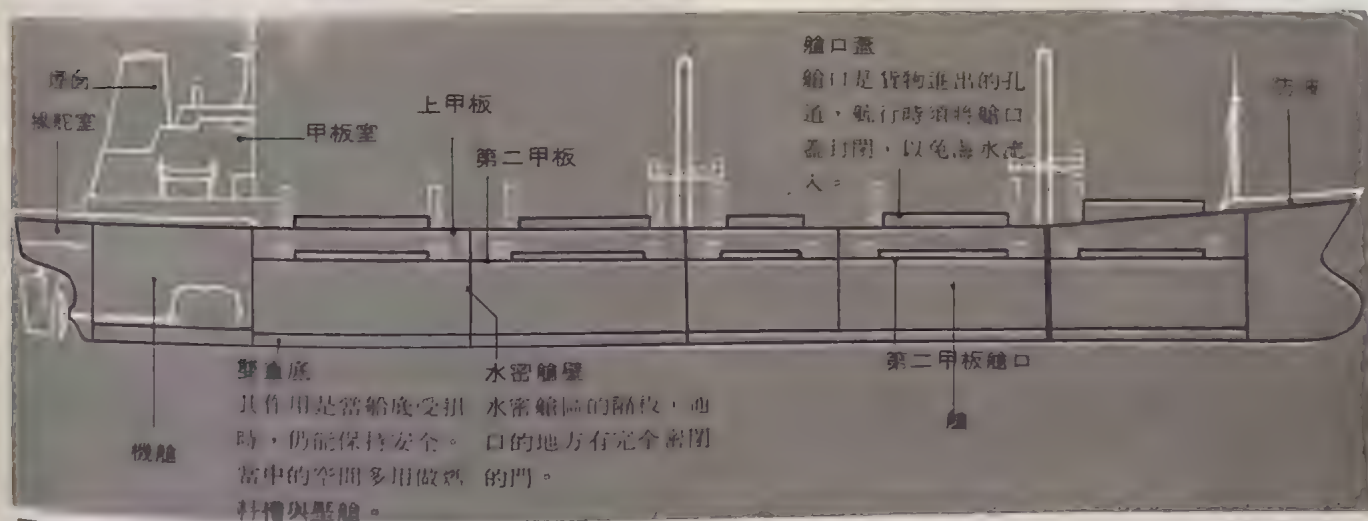 艙口蓋
艙口是貨物進出的孔
道，航行時須將艙口
蓋打閉，以免海水滲
入。
操舵室
甲板室
上甲板
第二甲板
雙重底
其作用是當船底受損
時，仍能保持安全。
當中的空間多用做燃
料槽與壓艙。
水密艙壁
水密艙區的隔板，通
口的地方有完全密閉
的門。
第二甲板艙口
艙
機艙